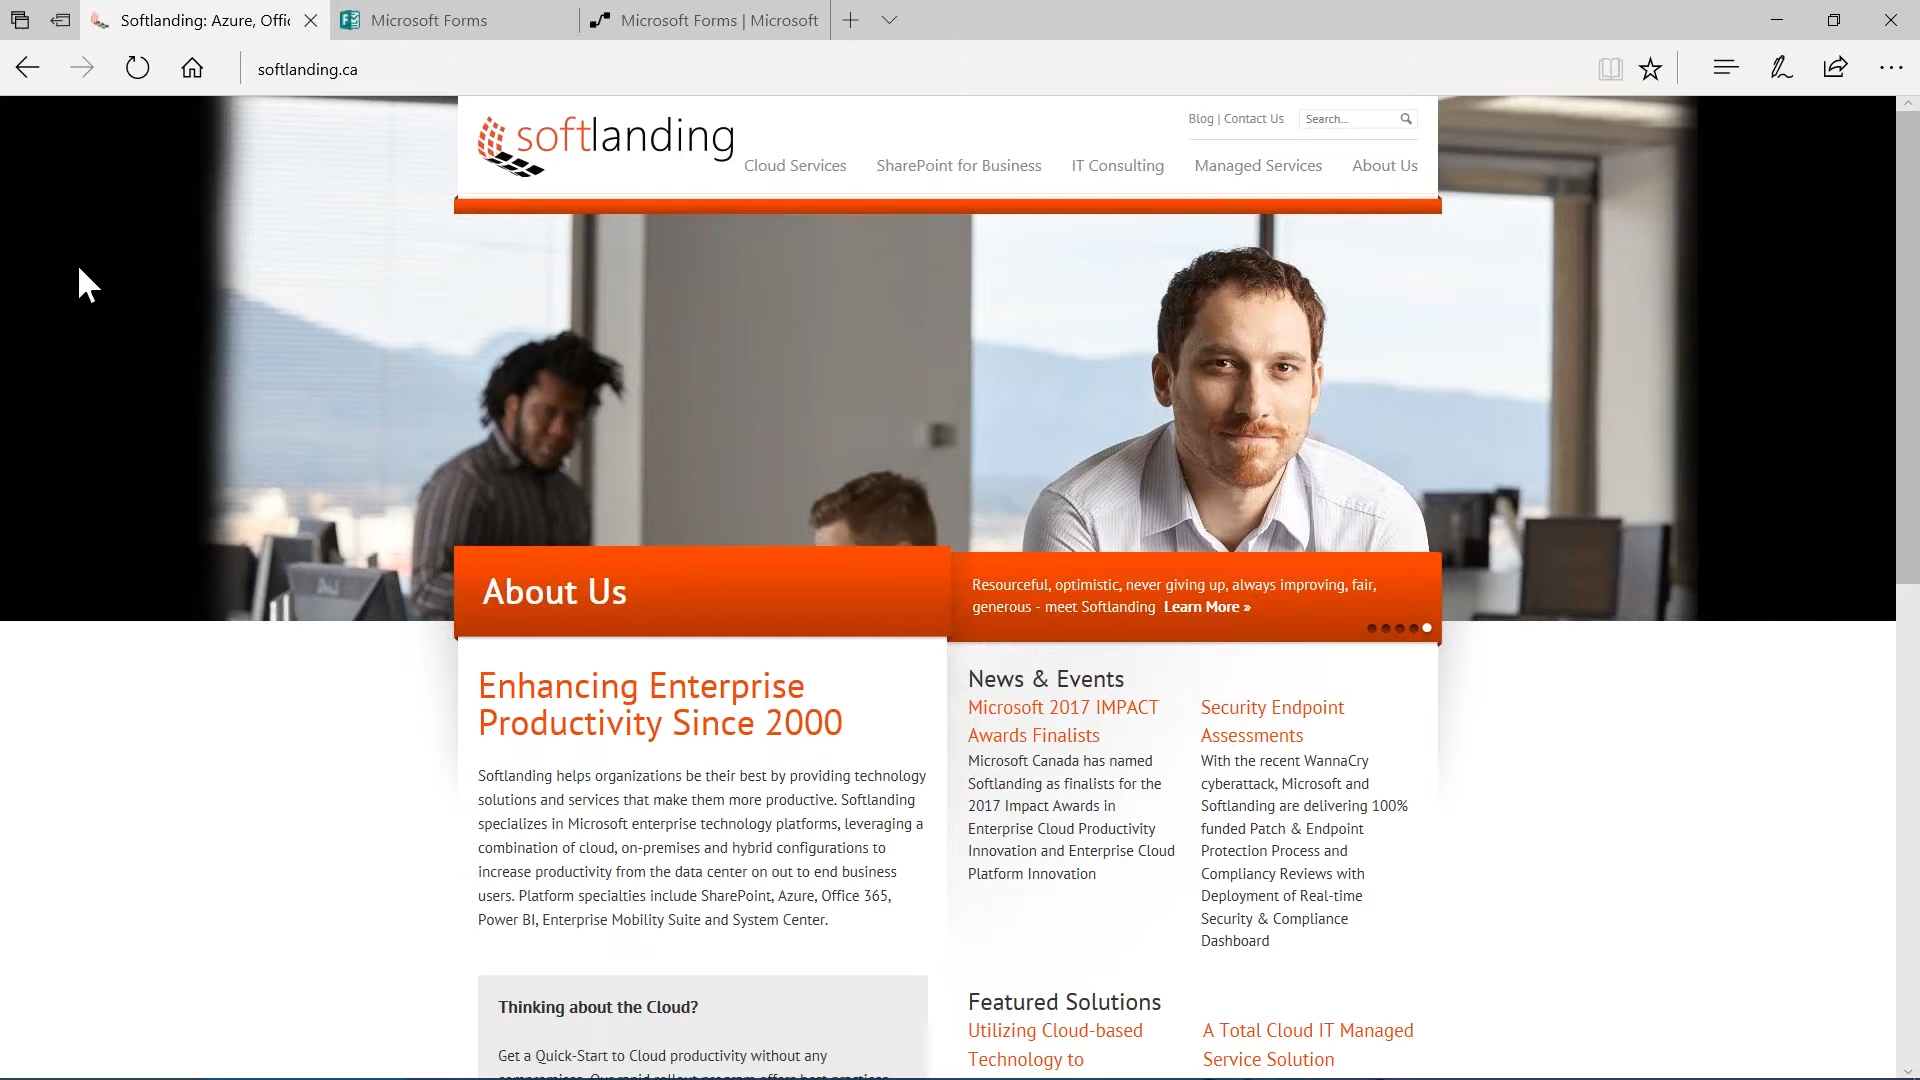 Softlanding: Azure, Offic
Microsoft Forms
Microsoft Forms | Microsoft
softlanding.ca
softlanding
Blog | Contact Us
Search...
Cloud Services
SharePoint for Business
IT Consulting
Managed Services
About Us
About Us
Resourceful, optimistic, never giving up, always improving, fair,
generous - meet Softlanding Learn More »
Enhancing Enterprise
Productivity Since 2000
Softlanding helps organizations be their best by providing technology
solutions and services that make them more productive. Softlanding
specializes in Microsoft enterprise technology platforms, leveraging a
combination of cloud, on-premises and hybrid configurations to
increase productivity from the data center on out to end business
users. Platform specialties include SharePoint, Azure, Office 365,
Power BI, Enterprise Mobility Suite and System Center.
Thinking about the Cloud?
Get a Quick-Start to Cloud productivity without any
compromises. Our rapid rollout program offers best practices
News & Events
Microsoft 2017 IMPACT
Awards Finalists
Microsoft Canada has named
Softlanding as finalists for the
2017 Impact Awards in
Enterprise Cloud Productivity
Innovation and Enterprise Cloud
Platform Innovation
Security Endpoint
Assessments
With the recent WannaCry
cyberattack, Microsoft and
Softlanding are delivering 100%
funded Patch & Endpoint
Protection Process and
Compliancy Reviews with
Deployment of Real-time
Security & Compliance
Dashboard
Featured Solutions
Utilizing Cloud-based
Technology to
A Total Cloud IT Managed
Service Solution